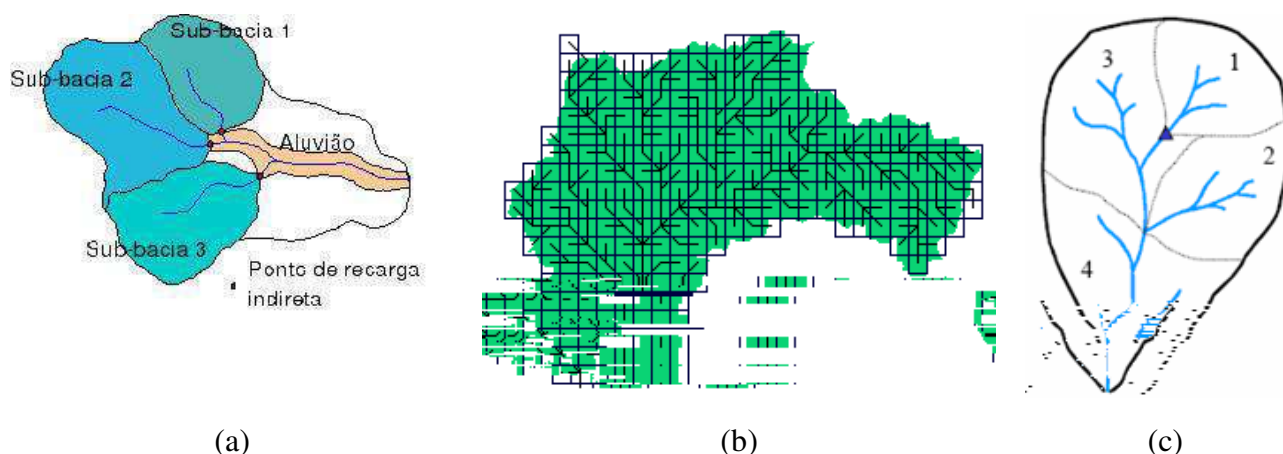 Sub-bacia 1
Sub-bacia 2
Aluvião
Sub-bacia 3
Ponto de recarga
indireta
3
1
2
4
(a)
(b)
(c)